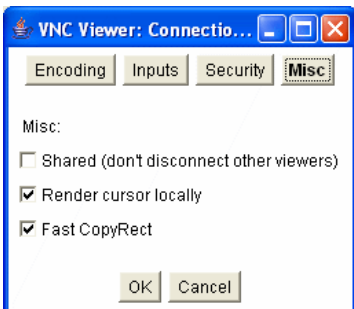 VNC Viewer: Connectio...
Encoding Inputs Security Misc
Misc:
Shared (don't disconnect other viewers)
Render cursor locally
Fast CopyRect
OK Cancel